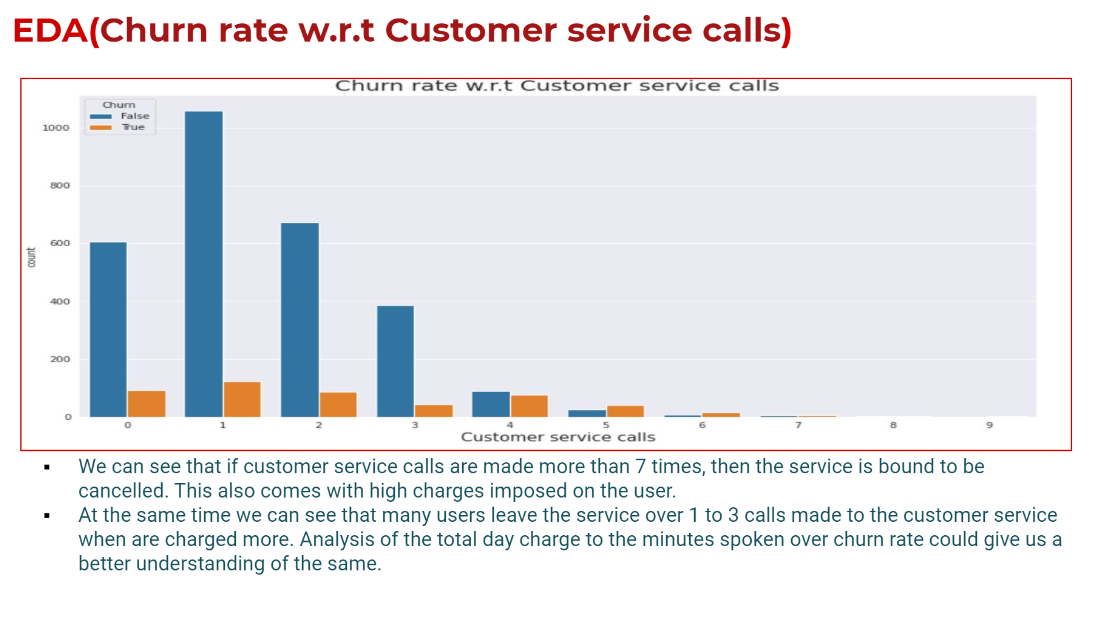 EDA(Churn rate w.r.t Customer service calls)
Churn rate w.r.t Customer service calls
Churn
False
True
1000
800
600
400
200
0
count
0 1 2 3 4 5 6 7 8 9
Customer service calls
▪ We can see that if customer service calls are made more than 7 times, then the service is bound to be
cancelled. This also comes with high charges imposed on the user.
▪ At the same time we can see that many users leave the service over 1 to 3 calls made to the customer service
when are charged more. Analysis of the total day charge to the minutes spoken over churn rate could give us a
better understanding of the same.